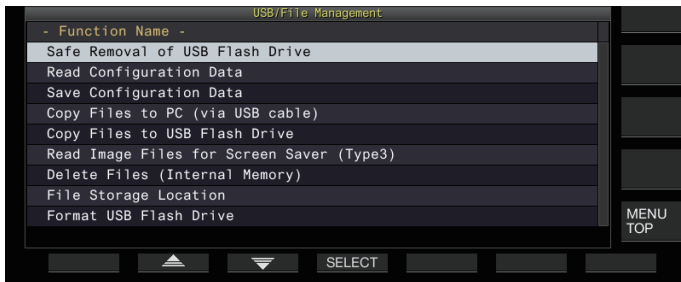 USB/File Management
- Function Name -
Safe Removal of USB Flash Drive
Read Configuration Data
Save Configuration Data
Copy Files to PC (via USB cable)
Copy Files to USB Flash Drive
Read Image Files for Screen Saver (Type3)
Delete Files (Internal Memory)
File Storage Location
Format USB Flash Drive
MENU
TOP
SELECT